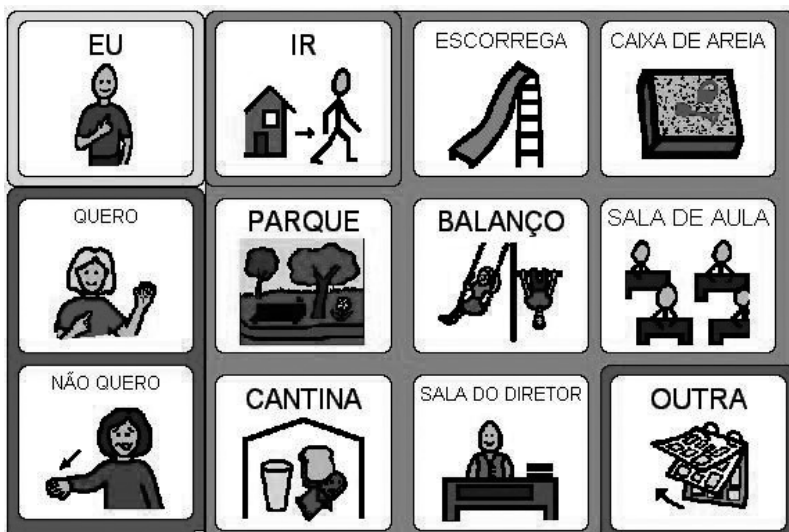 EU
IR
ESCORREGA
CAIXA DE AREIA
QUERO
PARQUE
BALANÇO
SALA DE AULA
NÃO QUERO
CANTINA
SALA DO DIRETOR
OUTRA